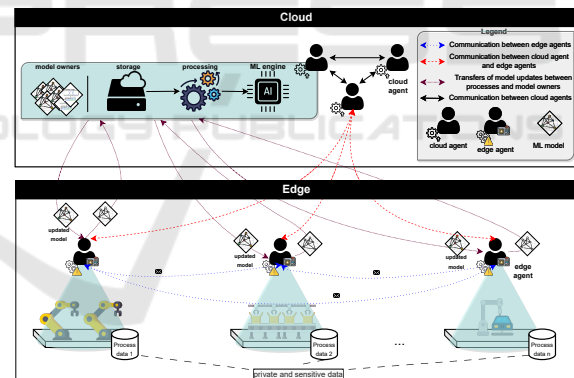 Cloud
model owners
storage
processing
ML engine
AI
cloud
agent
Legend
Communication between edge agents
Communication between cloud agent
and edge agents
Transfers of model updates between
processes and model owners
Communication between cloud agents
cloud agent
edge agent
ML model
Edge
updated
model
updated
model
updated
model
edge
agent
Process
data 1
Process
data 2
...
Process
data n
private and sensitive data